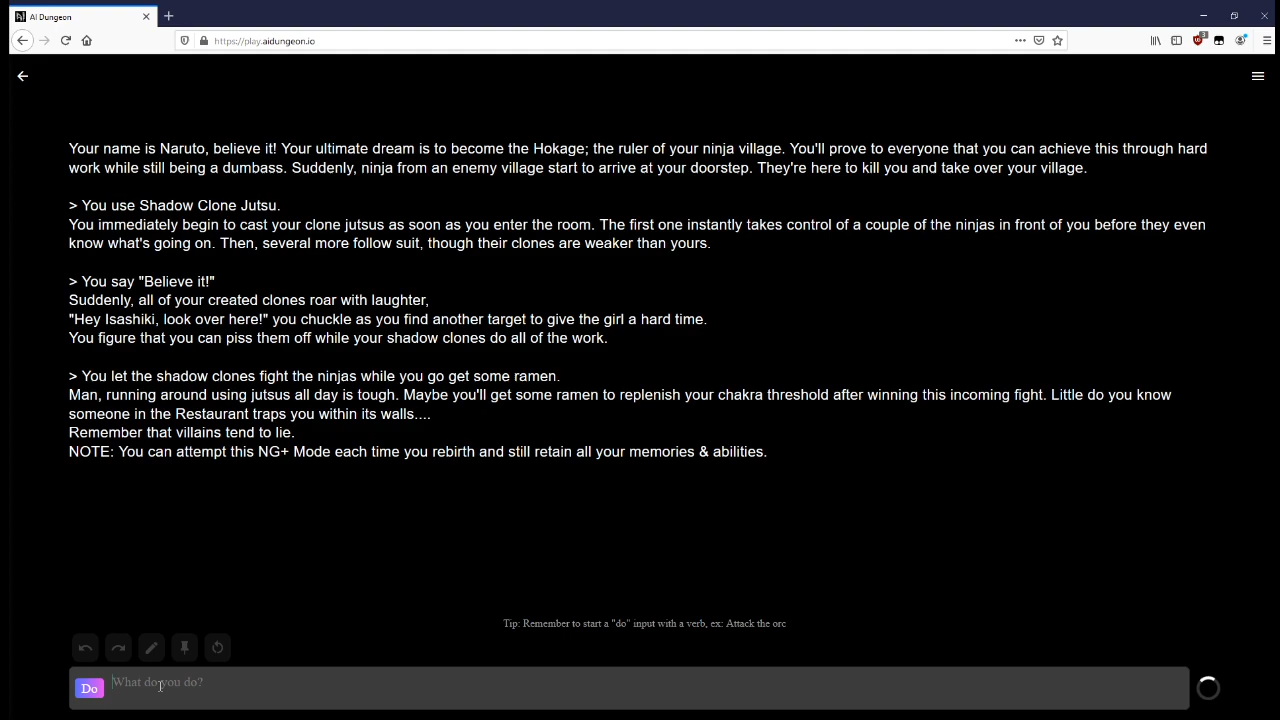 AI Dungeon
https://play.aidungeon.io
3
Your name is Naruto, believe it! Your ultimate dream is to become the Hokage; the ruler of your ninja village. You'll prove to everyone that you can achieve this through hard
work while still being a dumbass. Suddenly, ninja from an enemy village start to arrive at your doorstep. They're here to kill you and take over your village.
> You use Shadow Clone Jutsu.
You immediately begin to cast your clone jutsus as soon as you enter the room. The first one instantly takes control of a couple of the ninjas in front of you before they even
know what's going on. Then, several more follow suit, though their clones are weaker than yours.
> You say "Believe it!"
Suddenly, all of your created clones roar with laughter,
"Hey Isashiki, look over here!" you chuckle as you find another target to give the girl a hard time.
You figure that you can piss them off while your shadow clones do all of the work.
> You let the shadow clones fight the ninjas while you go get some ramen.
Man, running around using jutsus all day is tough. Maybe you'll get some ramen to replenish your chakra threshold after winning this incoming fight. Little do you know
someone in the Restaurant traps you within its walls....
Remember that villains tend to lie.
NOTE: You can attempt this NG+ Mode each time you rebirth and still retain all your memories & abilities.
Tip: Remember to start a "do" input with a verb, ex: Attack the orc
Do What do you do?